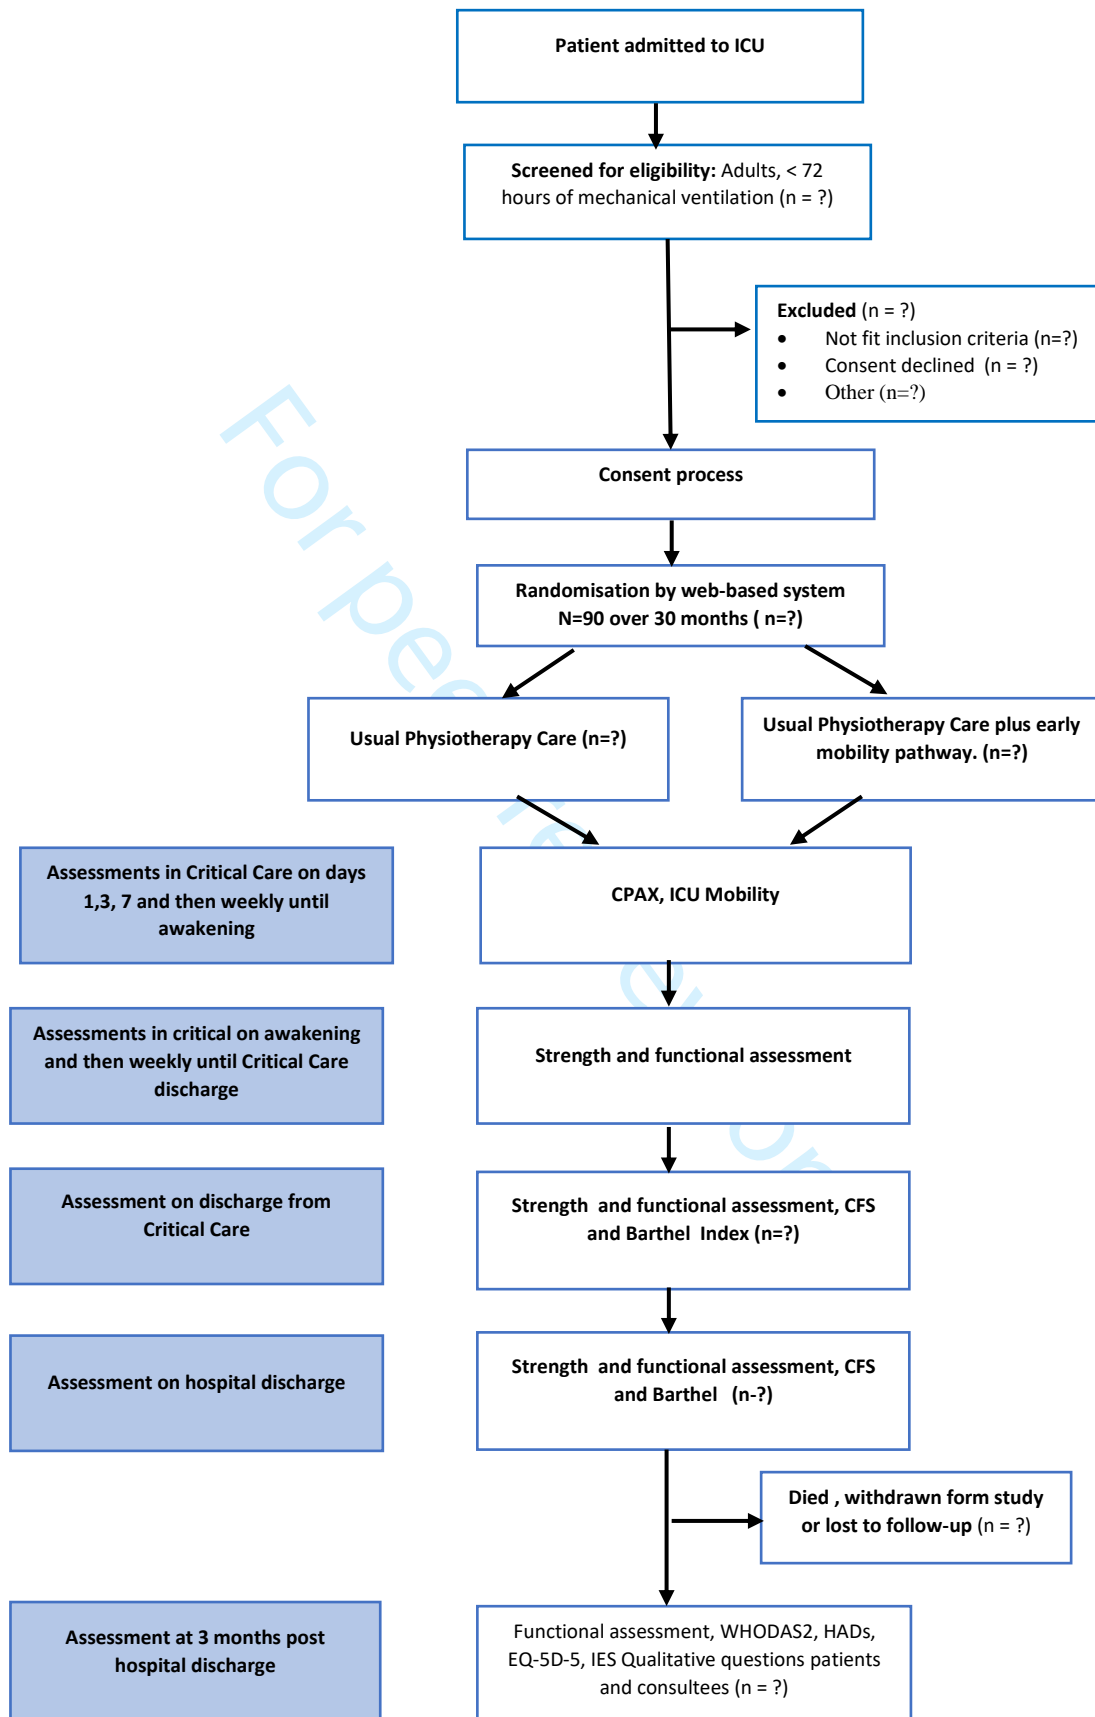 Patient admitted to ICU
Screened for eligibility: Adults, < 72
hours of mechanical ventilation (n = ?)
Excluded (n = ?)
• Not fit inclusion criteria (n=?)
• Consent declined (n = ?)
• Other (n=?)
Consent process
Randomisation by web-based system
N=90 over 30 months ( n=?)
Usual Physiotherapy Care (n=?)
Usual Physiotherapy Care plus early
mobility pathway. (n=?)
Assessments in Critical Care on days
1,3, 7 and then weekly until
awakening
CPAX, ICU Mobility
Assessments in critical on awakening
and then weekly until Critical Care
discharge
Strength and functional assessment
Assessment on discharge from
Critical Care
Strength and functional assessment, CFS
and Barthel Index (n=?)
Assessment on hospital discharge
Strength and functional assessment, CFS
and Barthel (n-?)
Died , withdrawn form study
or lost to follow-up (n = ?)
Assessment at 3 months post
hospital discharge
Functional assessment, WHODAS2, HADs,
EQ-5D-5, IES Qualitative questions patients
and consultees (n = ?)
For peer